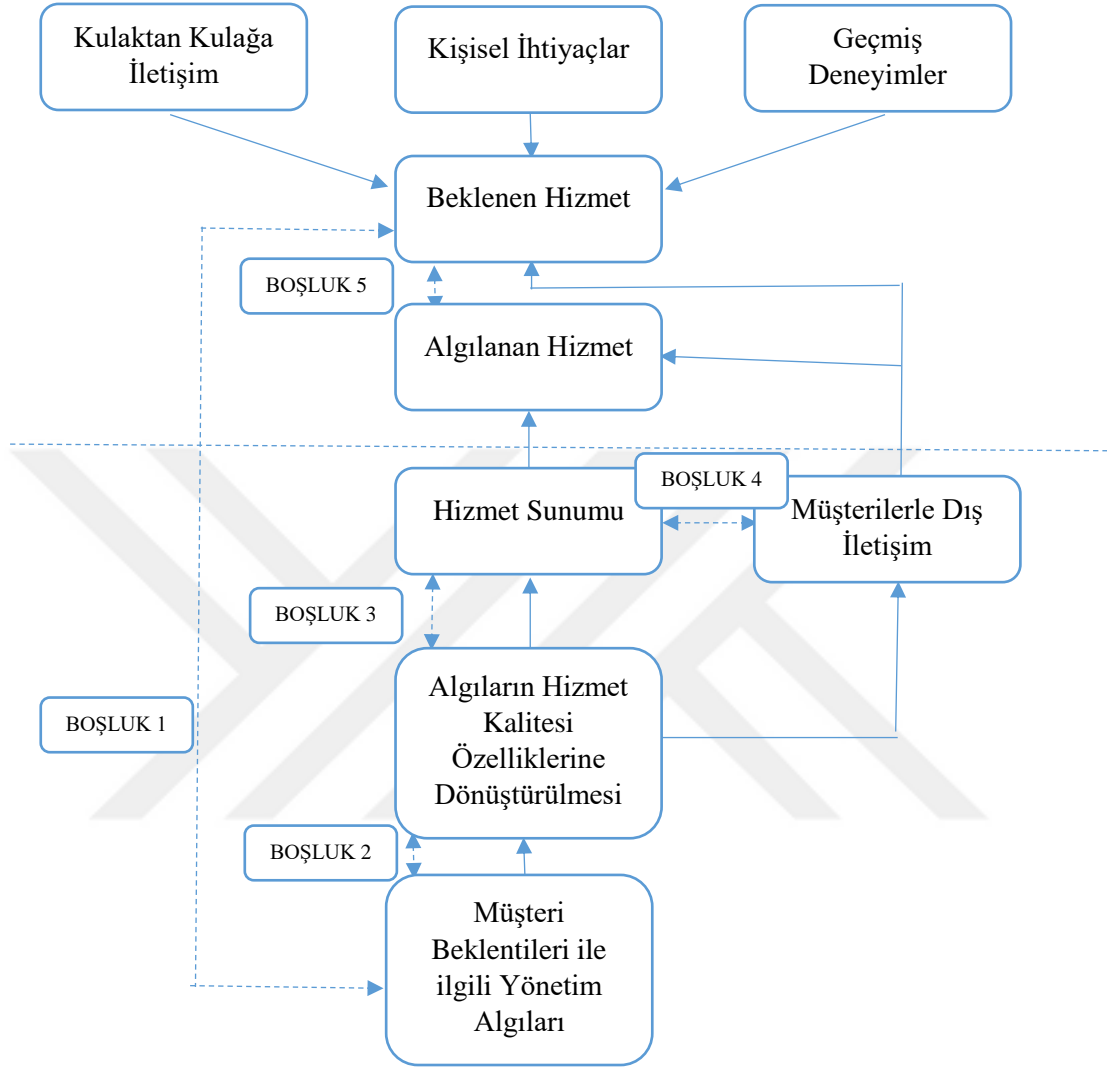 Kulaktan Kulağa
İletişim
Kişisel İhtiyaçlar
Geçmiş
Deneyimler
Beklenen Hizmet
BOŞLUK 5
Algılanan Hizmet
BOŞLUK 4
Hizmet Sunumu
Müşterilerle Dış
İletişim
BOŞLUK 3
Algıların Hizmet
Kalitesi
Özelliklerine
Dönüştürülmesi
BOŞLUK 1
BOŞLUK 2
Müşteri
Beklentileri ile
ilgili Yönetim
Algıları